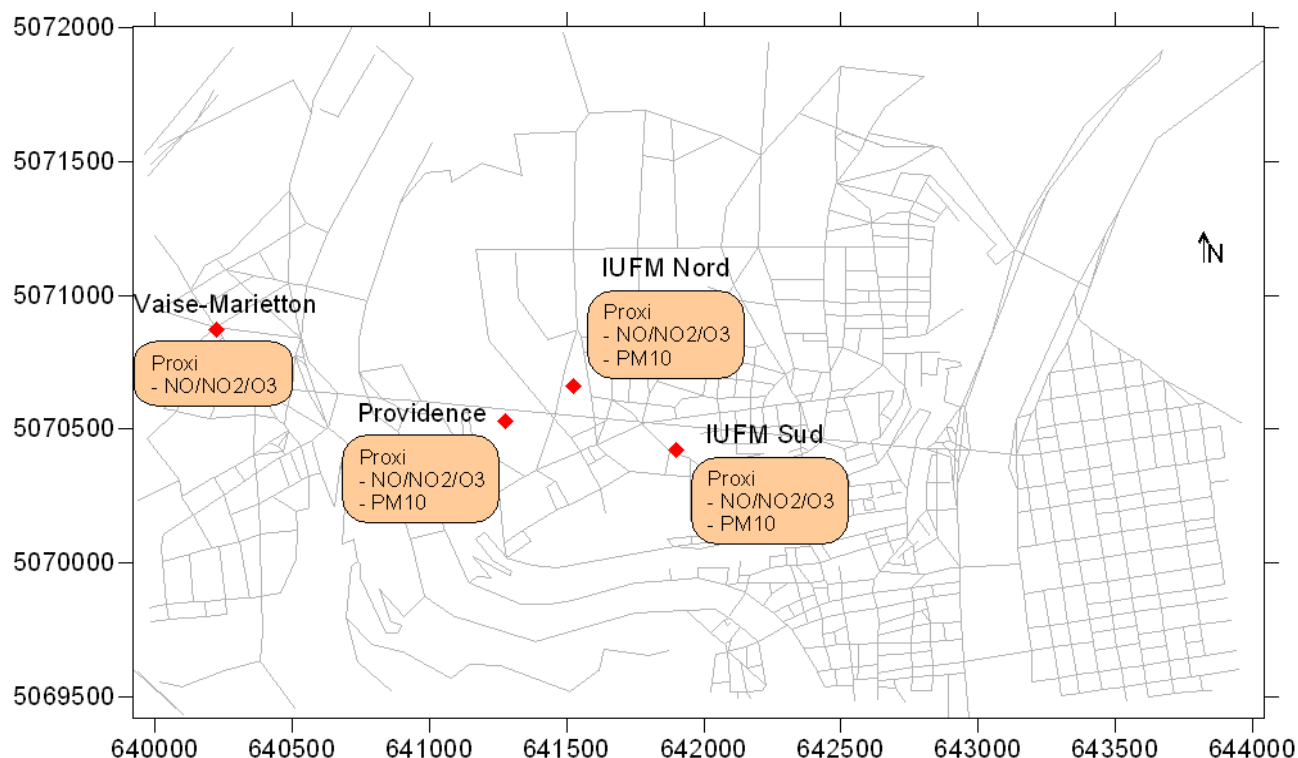 5072000
5071500
5071000
5070500
5070000
5069500
N
IUFM Nord
Proxi
- NO/NO2/O3
- PM10
Vaise-Marietton
Proxi
- NO/NO2/O3
Providence
Proxi
- NO/NO2/O3
- PM10
IUFM Sud
Proxi
- NO/NO2/O3
- PM10
640000 640500 641000 641500 642000 642500 643000 643500 644000